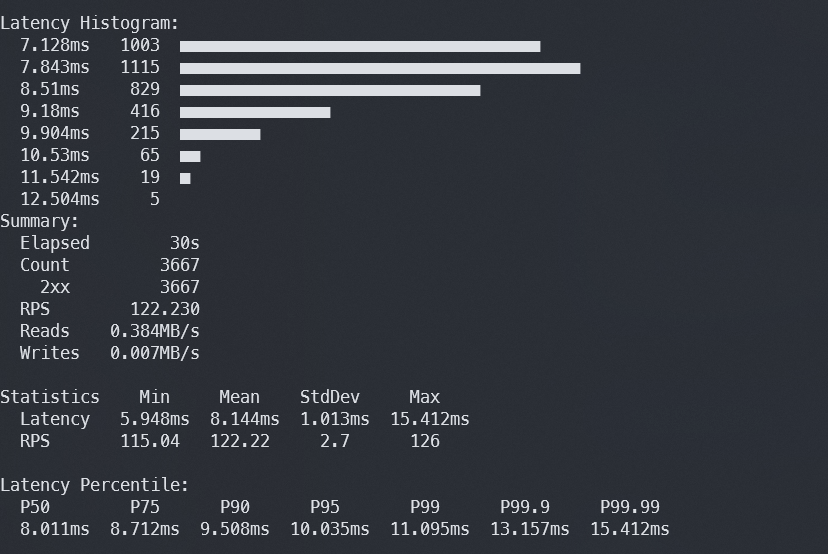 Latency Histogram:
  7.128ms   1003
  7.843ms   1115
  8.51ms     829
  9.18ms     416
  9.904ms    215
  10.53ms     65
  11.542ms    19
  12.504ms     5
Summary:
  Elapsed        30s
  Count         3667
    2xx         3667
  RPS        122.230
  Reads    0.384MB/s
  Writes   0.007MB/s

Statistics    Min     Mean    StdDev     Max
  Latency   5.948ms  8.144ms  1.013ms  15.412ms
  RPS       115.04   122.22     2.7      126

Latency Percentile:
  P50        P75      P90      P95       P99      P99.9     P99.99
  8.011ms  8.712ms  9.508ms  10.035ms  11.095ms  13.157ms  15.412ms